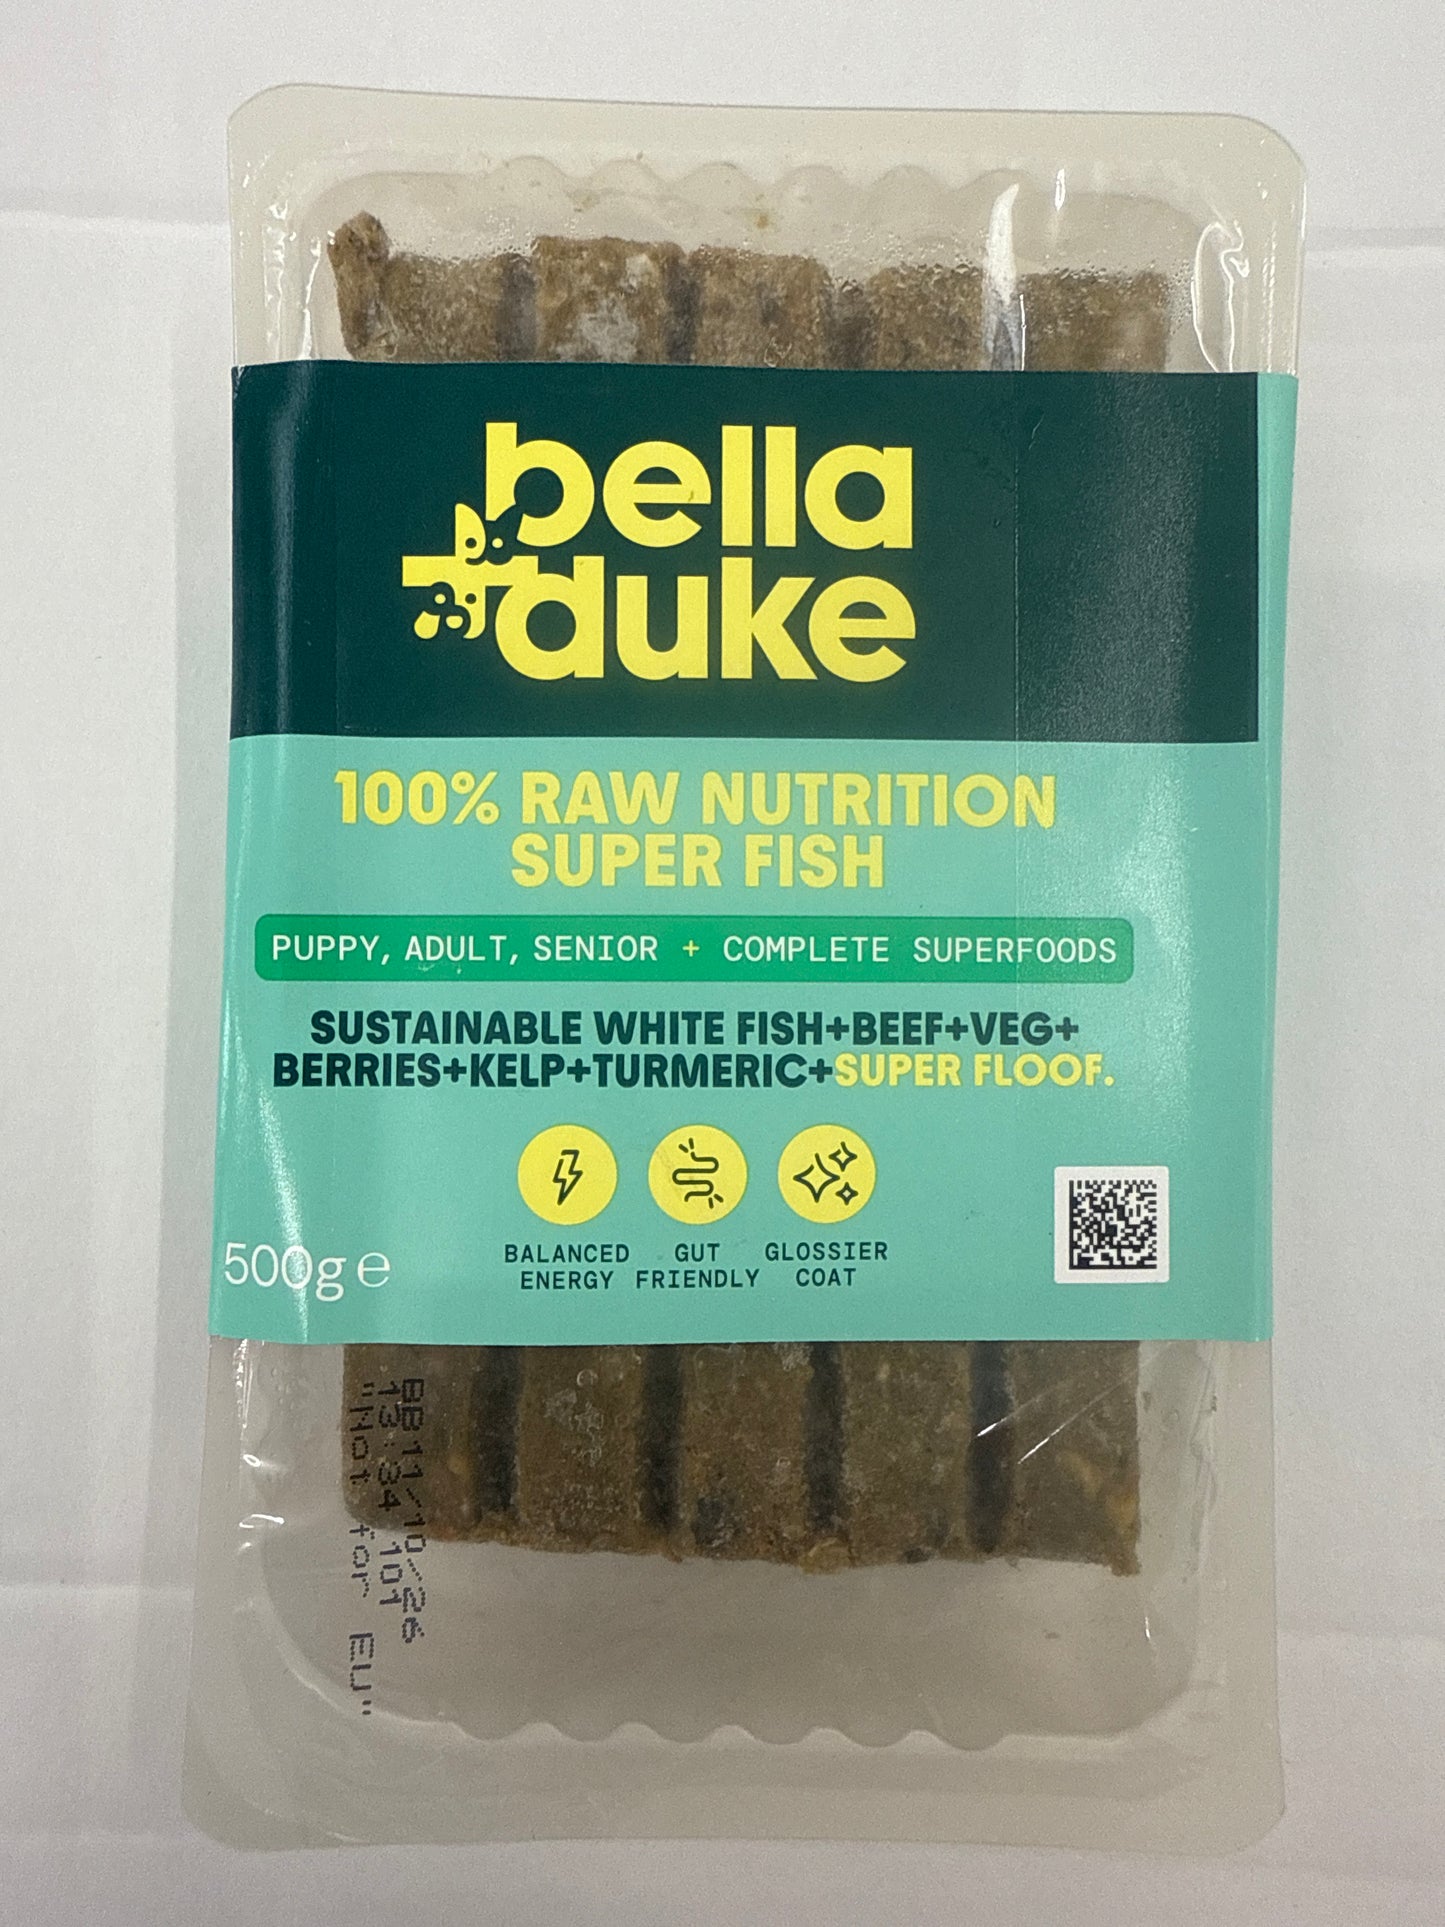 bella
+duke
100% RAW NUTRITION
SUPER FISH
PUPPY, ADULT, SENIOR + COMPLETE SUPERFOODS
SUSTAINABLE WHITE FISH+BEEF+VEG+
BERRIES+KELP+TURMERIC+SUPER FLOOF.
BALANCED
ENERGY
GUT
FRIENDLY
GLOSSIER
COAT
500g e
BB11/10/26
13:34 101
"Not for EU"